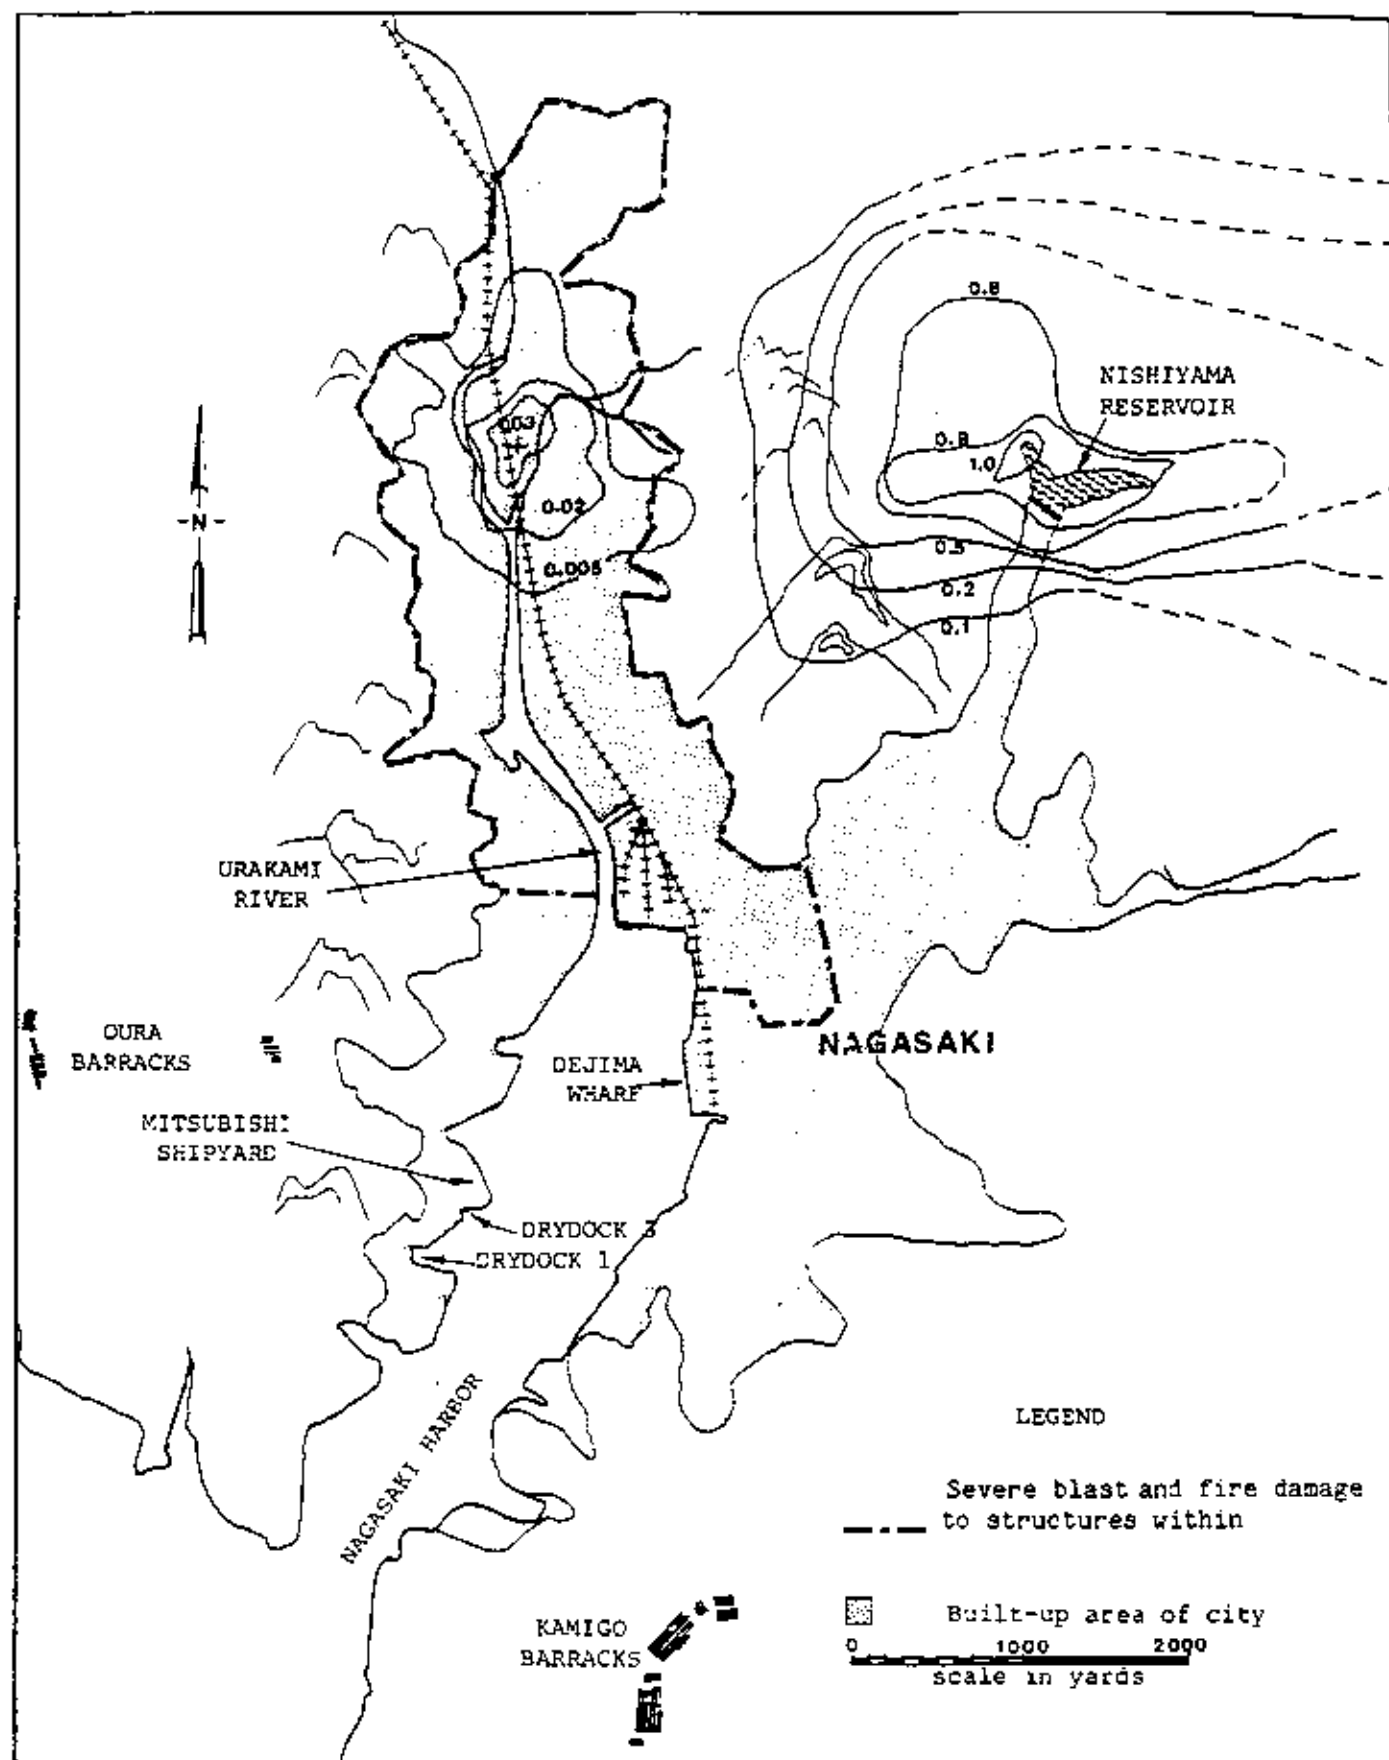 0.8
NISHIYAMA
RESERVOIR
.03
0.8
1.0
0.02
-N-
0.5
0.005
0.2
0.1
URAKAMI
RIVER
OURA
BARRACKS
NAGASAKI
DEJIMA
WHARF
MITSUBISHI
SHIPYARD
DRYDOCK 3
DRYDOCK 1
NAGASAKI HARBOR
LEGEND
Severe blast and fire damage
to structures within
Built-up area of city
0 1000 2000
scale in yards
KAMIGO
BARRACKS